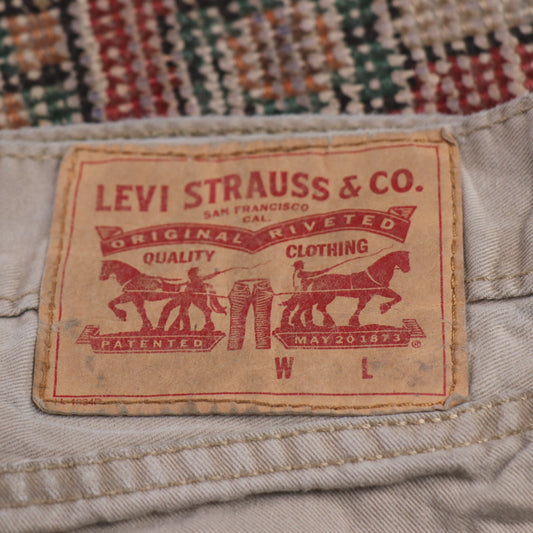 LEVI STRAUSS & CO.
SAN FRANCISCO
CAL.
ORIGINAL RIVETED
QUALITY CLOTHING
PATENTED MAY 20 1873 ®
W L